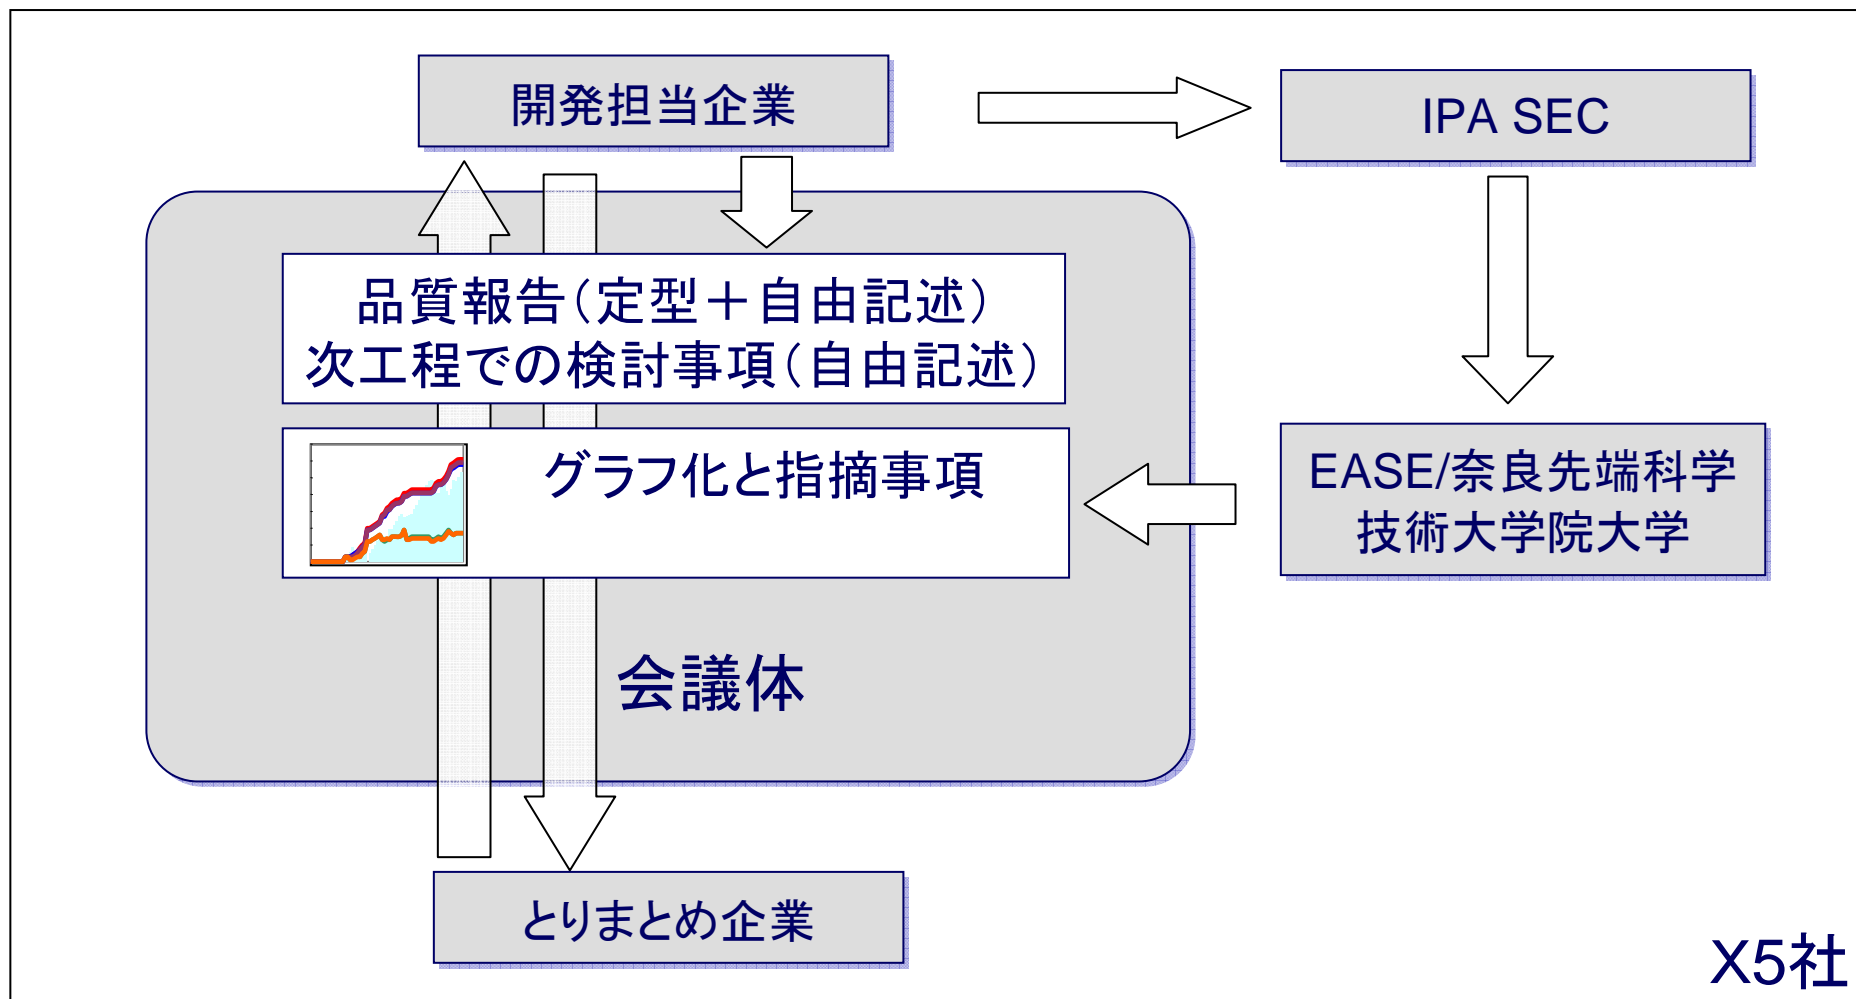 開発担当企業
IPA SEC
品質報告(定型＋自由記述)
次工程での検討事項(自由記述)
グラフ化と指摘事項
EASE/奈良先端科学
技術大学院大学
会議体
とりまとめ企業
X5社